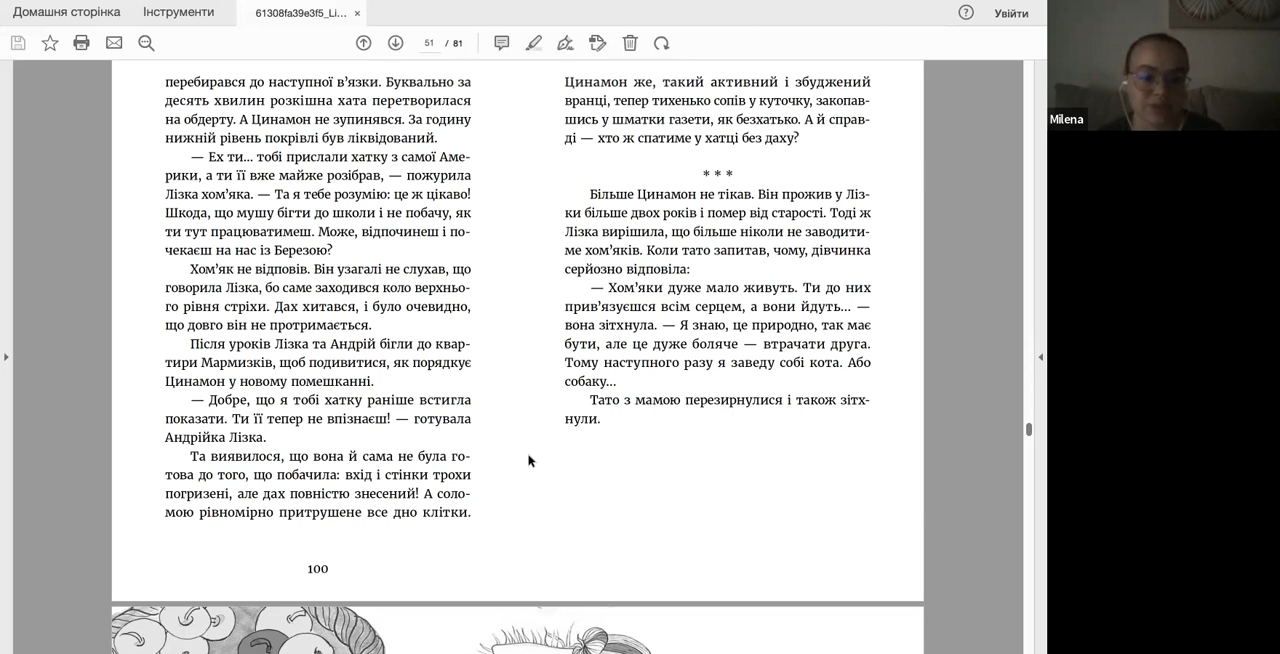 Домашня сторінка
Інструменти
61308fa39e3f5_Li... ×
Увійти
51 / 81
перебирався до наступної в’язки. Буквально за
десять хвилин розкішна хата перетворилася
на обдерту. А Цинамон не зупинявся. За годину
нижній рівень покрівлі був ліквідований.
— Ех ти... тобі прислали хатку з самої Аме-
рики, а ти її вже майже розібрав, — пожурила
Лізка хом’яка. — Та я тебе розумію: це ж цікаво!
Шкода, що мушу бігти до школи і не побачу, як
ти тут працюватимеш. Може, відпочинеш і по-
чекаєш на нас із Березою?
Хом’як не відповів. Він узагалі не слухав, що
говорила Лізка, бо саме заходився коло верхньо-
го рівня стріхи. Дах хитався, і було очевидно,
що довго він не протримається.
Після уроків Лізка та Андрій бігли до квар-
тири Мармизків, щоб подивитися, як порядкує
Цинамон у новому помешканні.
— Добре, що я тобі хатку раніше встигла
показати. Ти її тепер не впізнаєш! — готувала
Андрійка Лізка.
Та виявилося, що вона й сама не була го-
това до того, що побачила: вхід і стінки трохи
погризені, але дах повністю знесений! А соло-
мою рівномірно притрушене все дно клітки.
100
Цинамон же, такий активний і збуджений
вранці, тепер тихенько сопів у куточку, закопав-
шись у шматки газети, як безхатько. А й справ-
ді — хто ж спатиме у хатці без даху?
* * *
Більше Цинамон не тікав. Він прожив у Ліз-
ки більше двох років і помер від старості. Тоді ж
Лізка вирішила, що більше ніколи не заводити-
ме хом’яків. Коли тато запитав, чому, дівчинка
серйозно відповіла:
— Хом’яки дуже мало живуть. Ти до них
прив’язуєшся всім серцем, а вони йдуть... —
вона зітхнула. — Я знаю, це природно, так має
бути, але це дуже боляче — втрачати друга.
Тому наступного разу я заведу собі кота. Або
собаку...
Тато з мамою перезирнулися і також зітх-
нули.
Milena